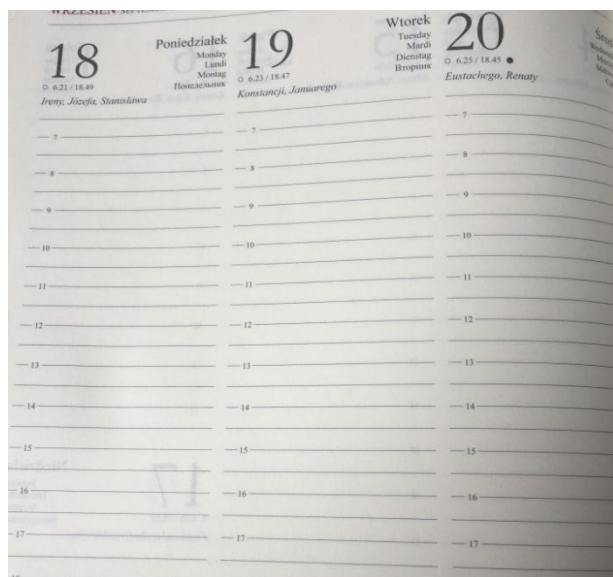 WRZESIEŃ SEPTEMBER
18
Poniedziałek
Monday
Lundi
Montag
Понедельник
6.21 / 18.49
Ireny, Józefa, Stanisława
7
8
9
10
11
12
13
14
15
16
17
19
Wtorek
Tuesday
Mardi
Dienstag
Вторник
6.23 / 18.47
Konstancji, Januarego
7
8
9
10
11
12
13
14
15
16
17
20
6.25 / 18.45
Eustachego, Renaty
7
8
9
10
11
12
13
14
15
16
17